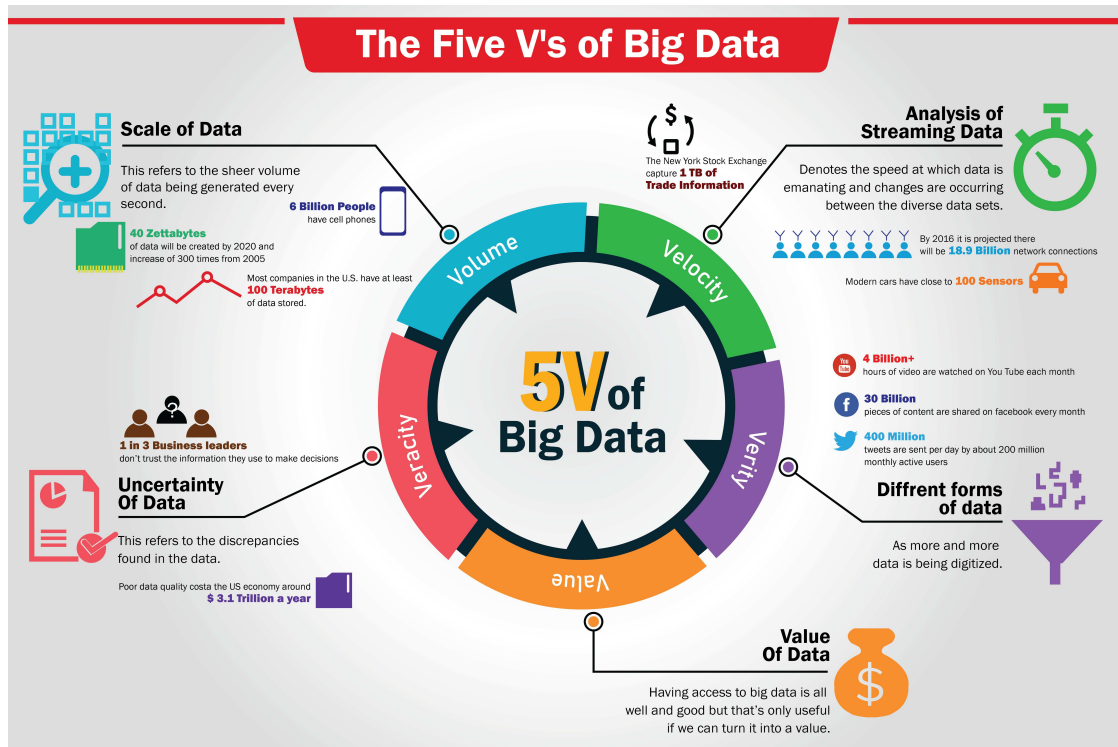 The Five V's of Big Data
Scale of Data
This refers to the sheer volume
of data being generated every
second.
6 Billion People
have cell phones
40 Zettabytes
of data will be created by 2020 and
increase of 300 times from 2005
Most companies in the U.S. have at least
100 Terabytes
of data stored.
$
The New York Stock Exchange
capture 1 TB of
Trade Information
Analysis of
Streaming Data
Denotes the speed at which data is
emanating and changes are occurring
between the diverse data sets.
By 2016 it is projected there
will be 18.9 Billion network connections
Modern cars have close to 100 Sensors
Volume
Velocity
Verity
Value
Veracity
5V of
Big Data
You
Tube
4 Billion+
hours of video are watched on You Tube each month
f
30 Billion
pieces of content are shared on facebook every month
400 Million
tweets are sent per day by about 200 million
monthly active users
Diffrent forms
of data
As more and more
data is being digitized.
1 in 3 Business leaders
don't trust the information they use to make decisions
Uncertainty
Of Data
This refers to the discrepancies
found in the data.
Poor data quality costa the US economy around
$ 3.1 Trillion a year
Value
Of Data
Having access to big data is all
well and good but that's only useful
if we can turn it into a value.
$